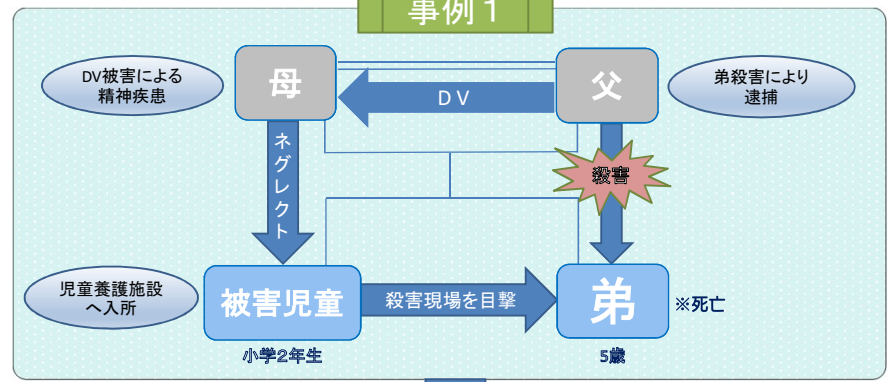 事例１
DV被害による
精神疾患
母
ＤＶ
父
弟殺害により
逮捕
ネグレクト
殺害
児童養護施設
へ入所
被害児童
殺害現場を目撃
弟
※死亡
小学２年生
5歳